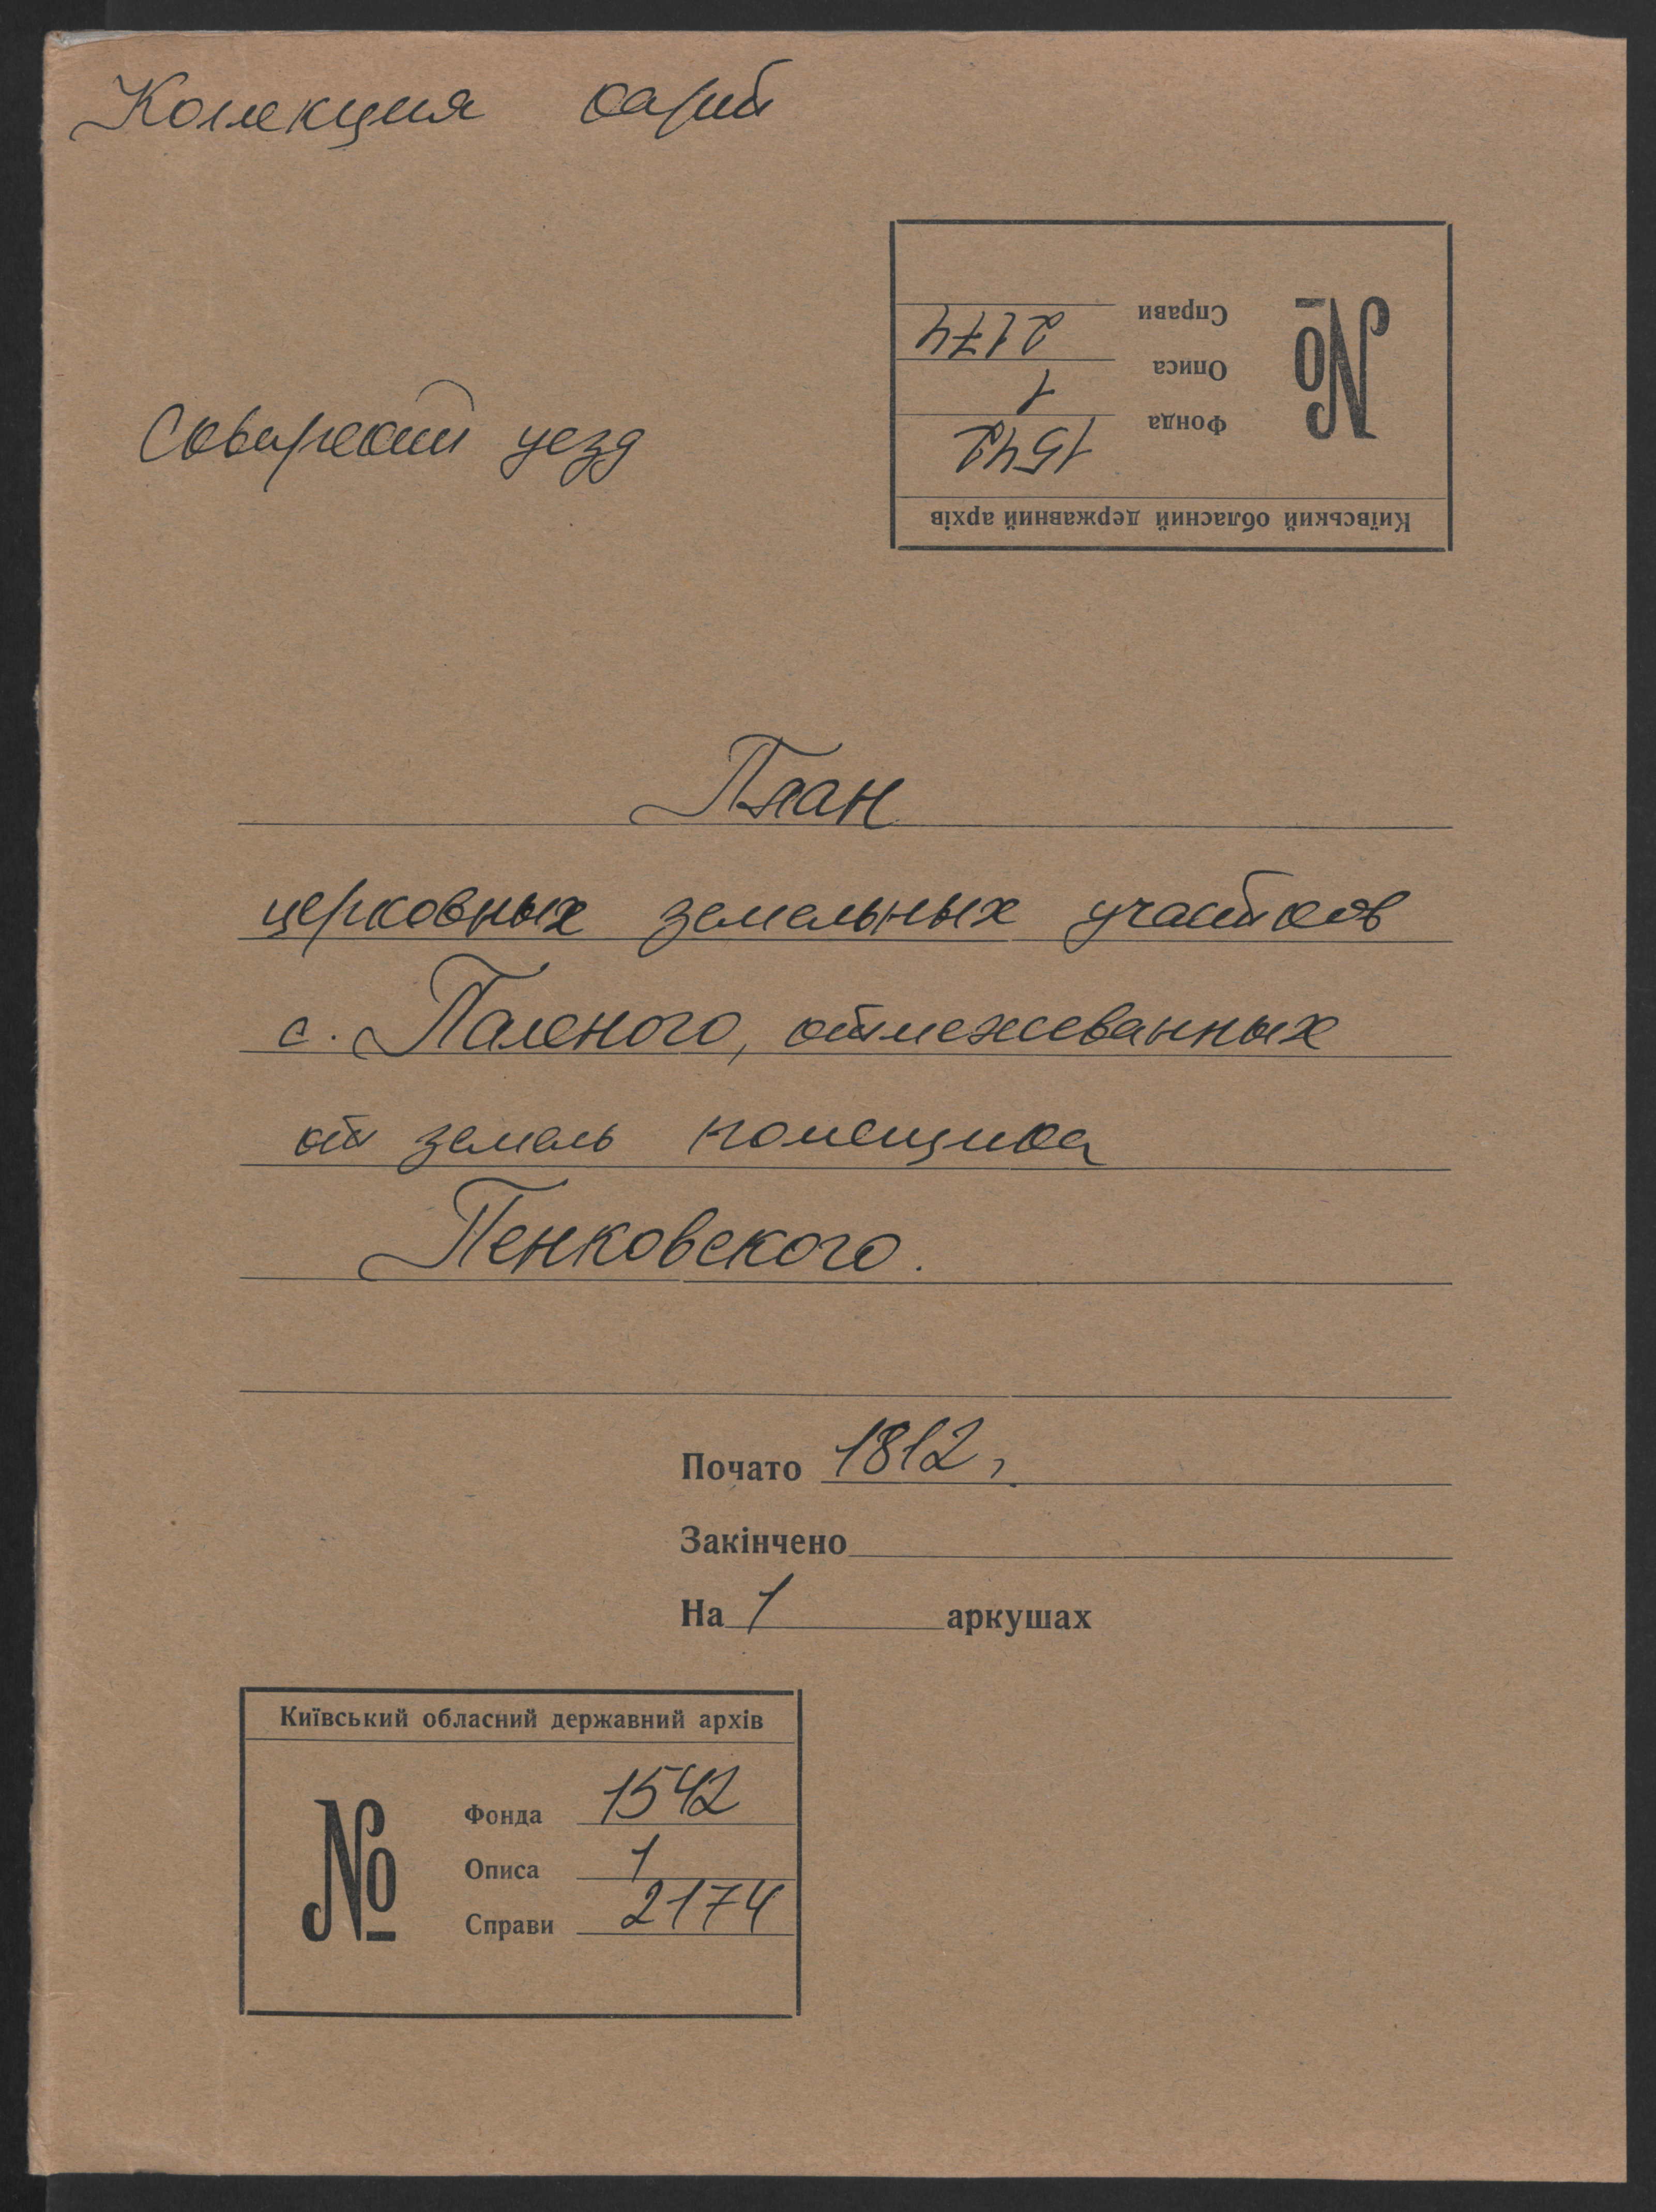 Колекция карт
Сквирский уезд
Київський обласний державний архів
№
Фонда 1542
Описа 1
Справи 2174
План
церковных земельных участков
с. Паленого, отмежеванных
от земель помещика
Пенковского.
Почато 1812,
Закінчено
На 1 аркушах
Київський обласний державний архів
№
Фонда 1542
Описа 1
Справи 2174